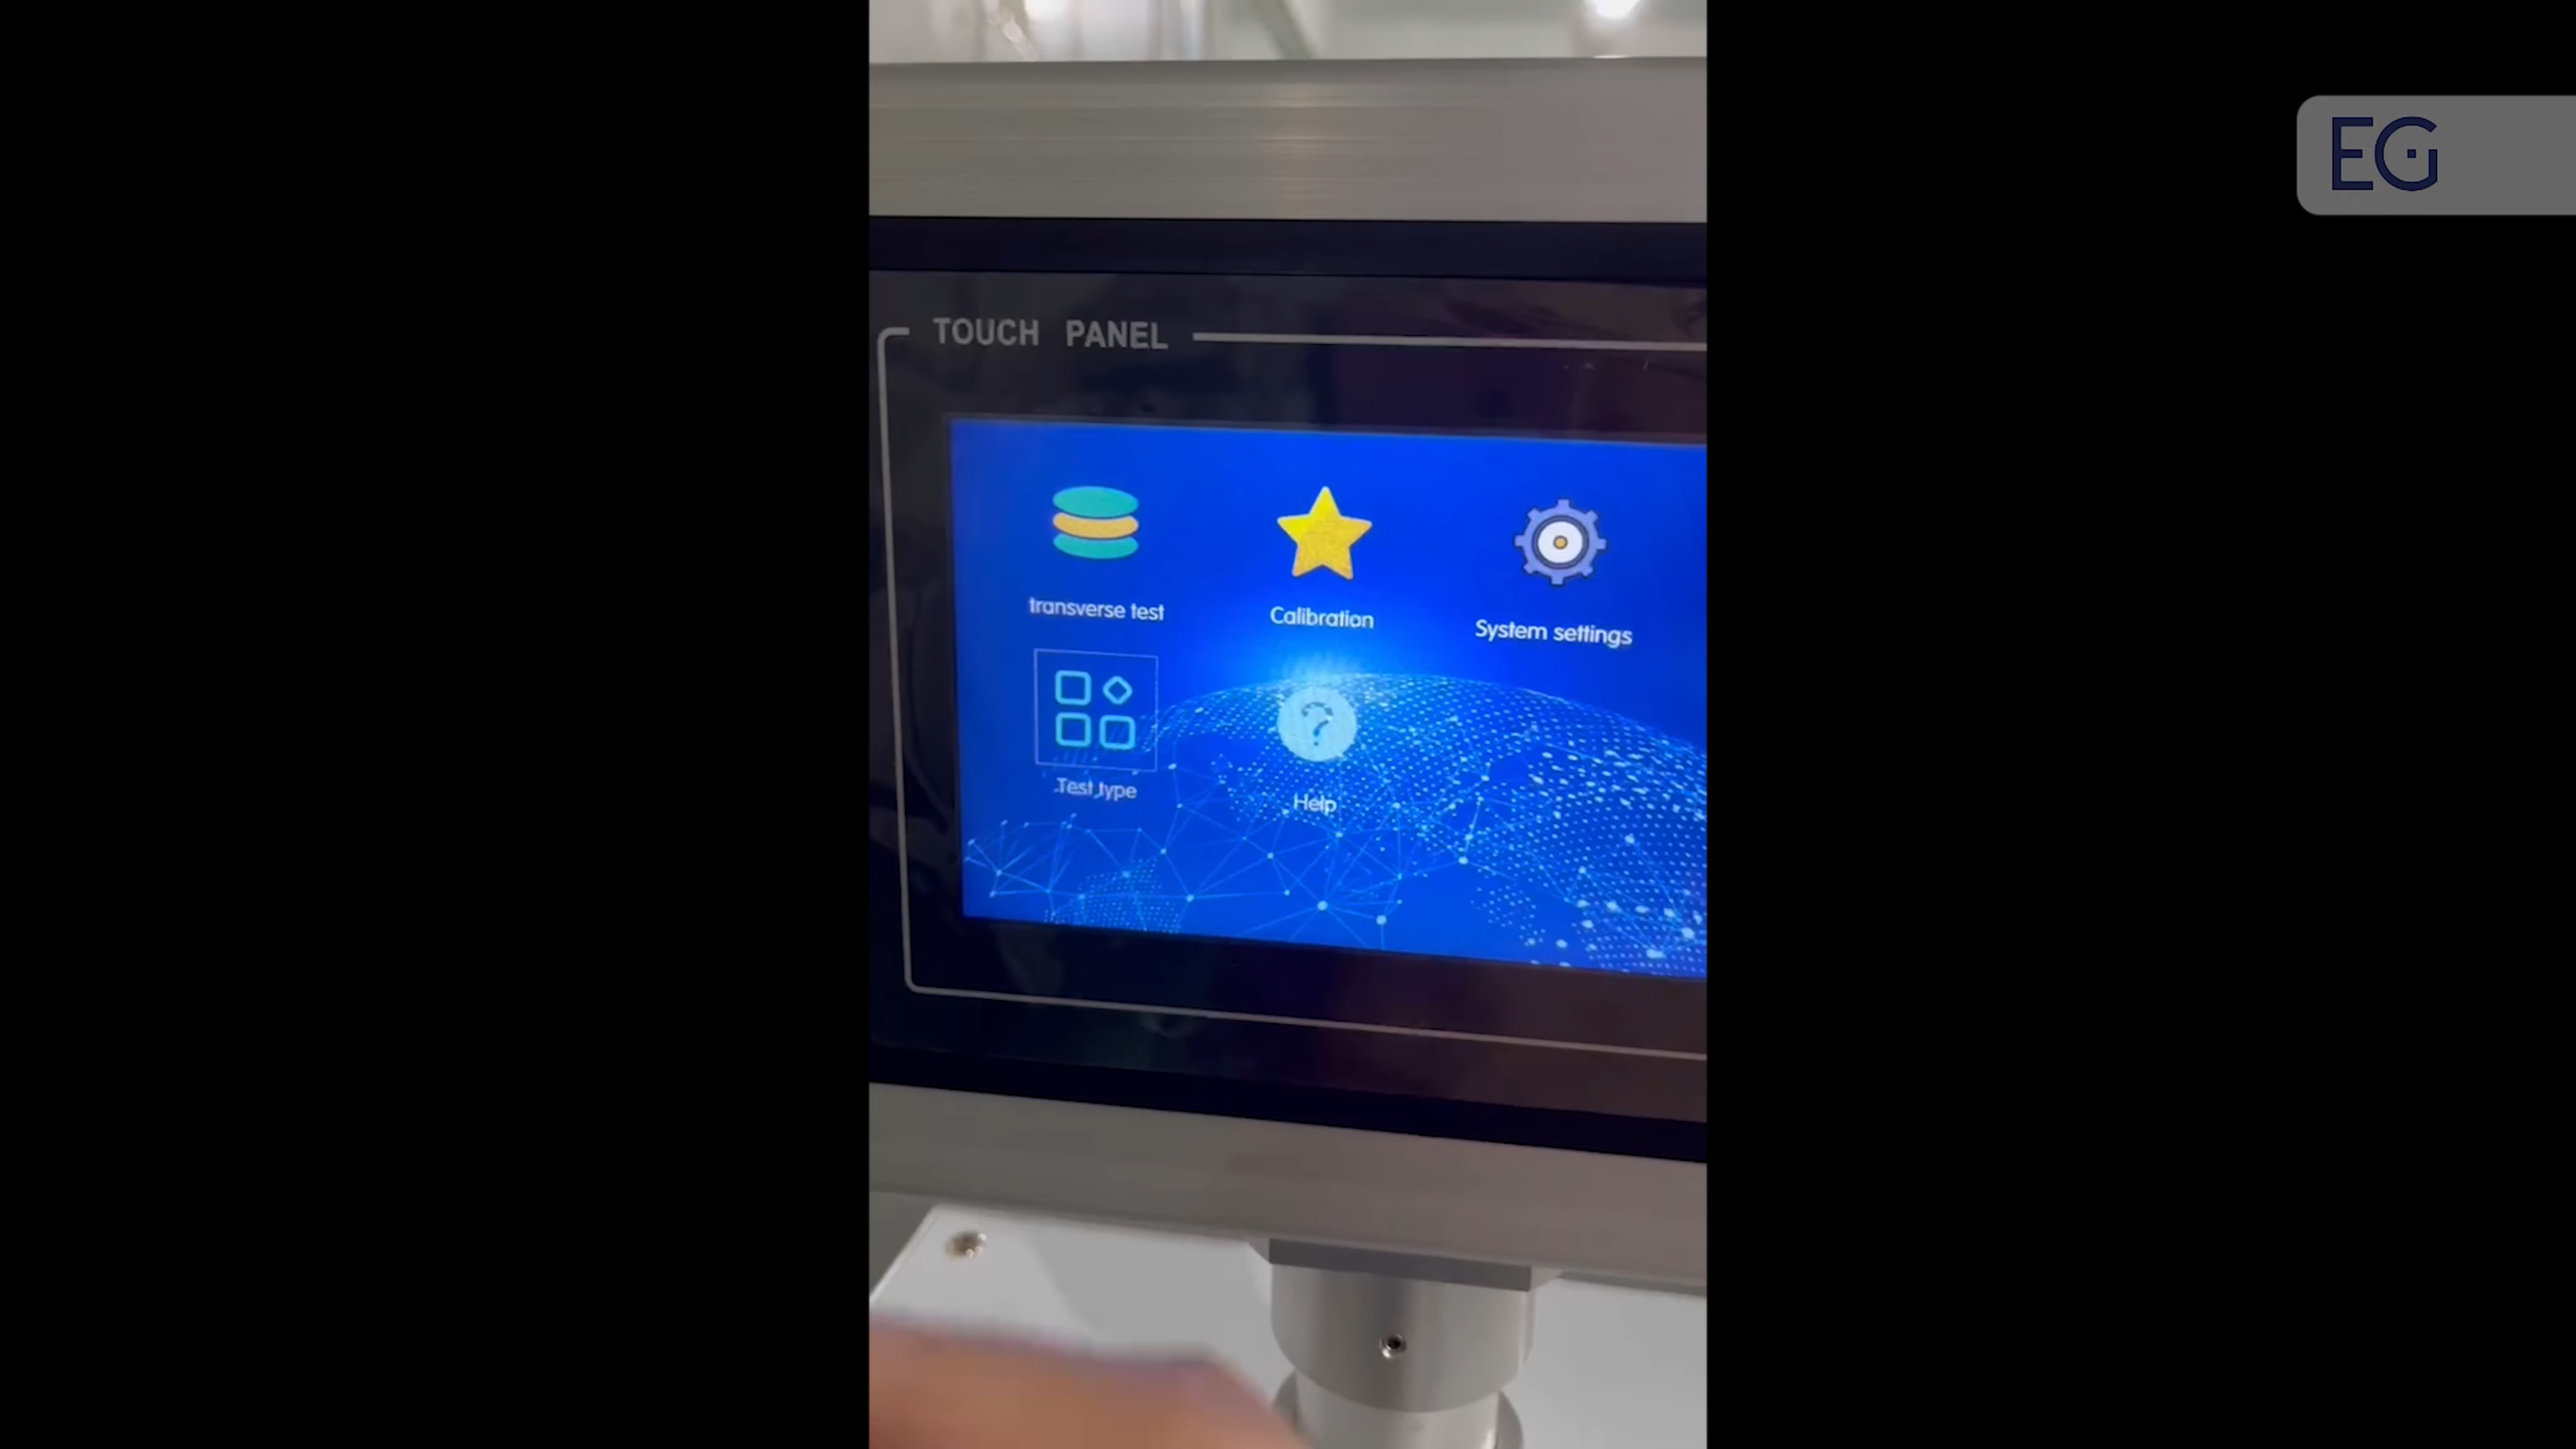 EG
TOUCH PANEL
transverse test
Calibration
System settings
Test type
?
Help